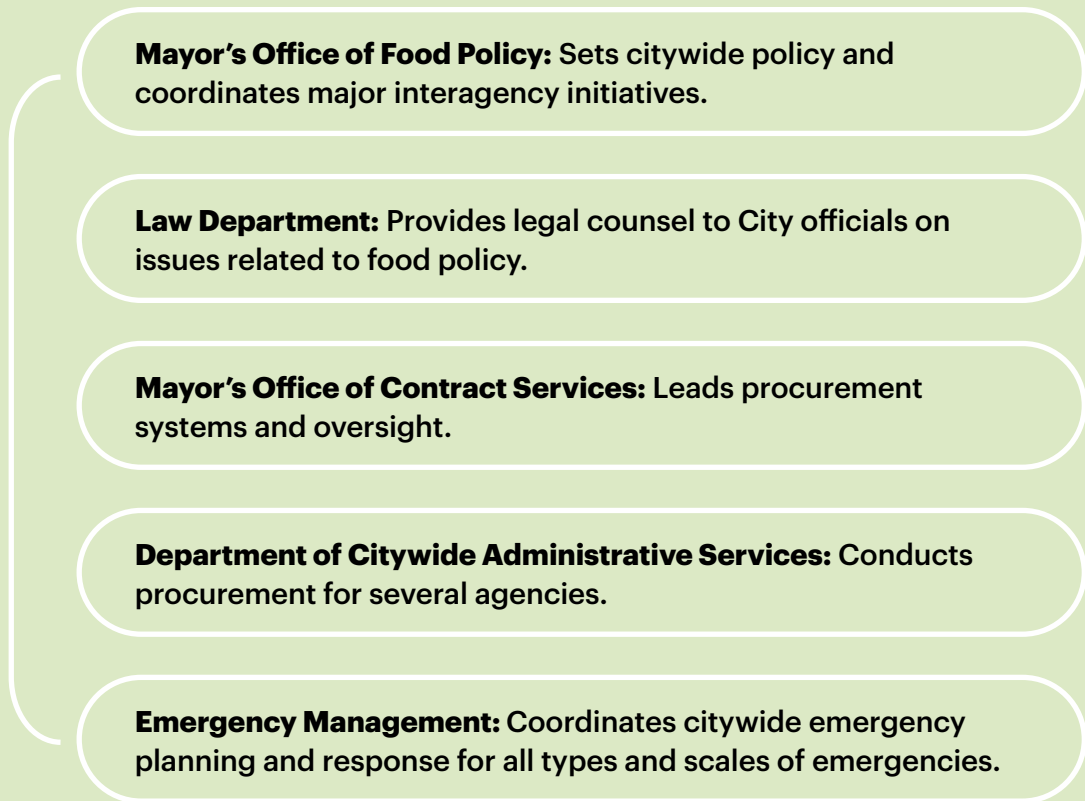 Mayor’s Office of Food Policy: Sets citywide policy and
coordinates major interagency initiatives.
Law Department: Provides legal counsel to City officials on
issues related to food policy.
Mayor’s Office of Contract Services: Leads procurement
systems and oversight.
Department of Citywide Administrative Services: Conducts
procurement for several agencies.
Emergency Management: Coordinates citywide emergency
planning and response for all types and scales of emergencies.